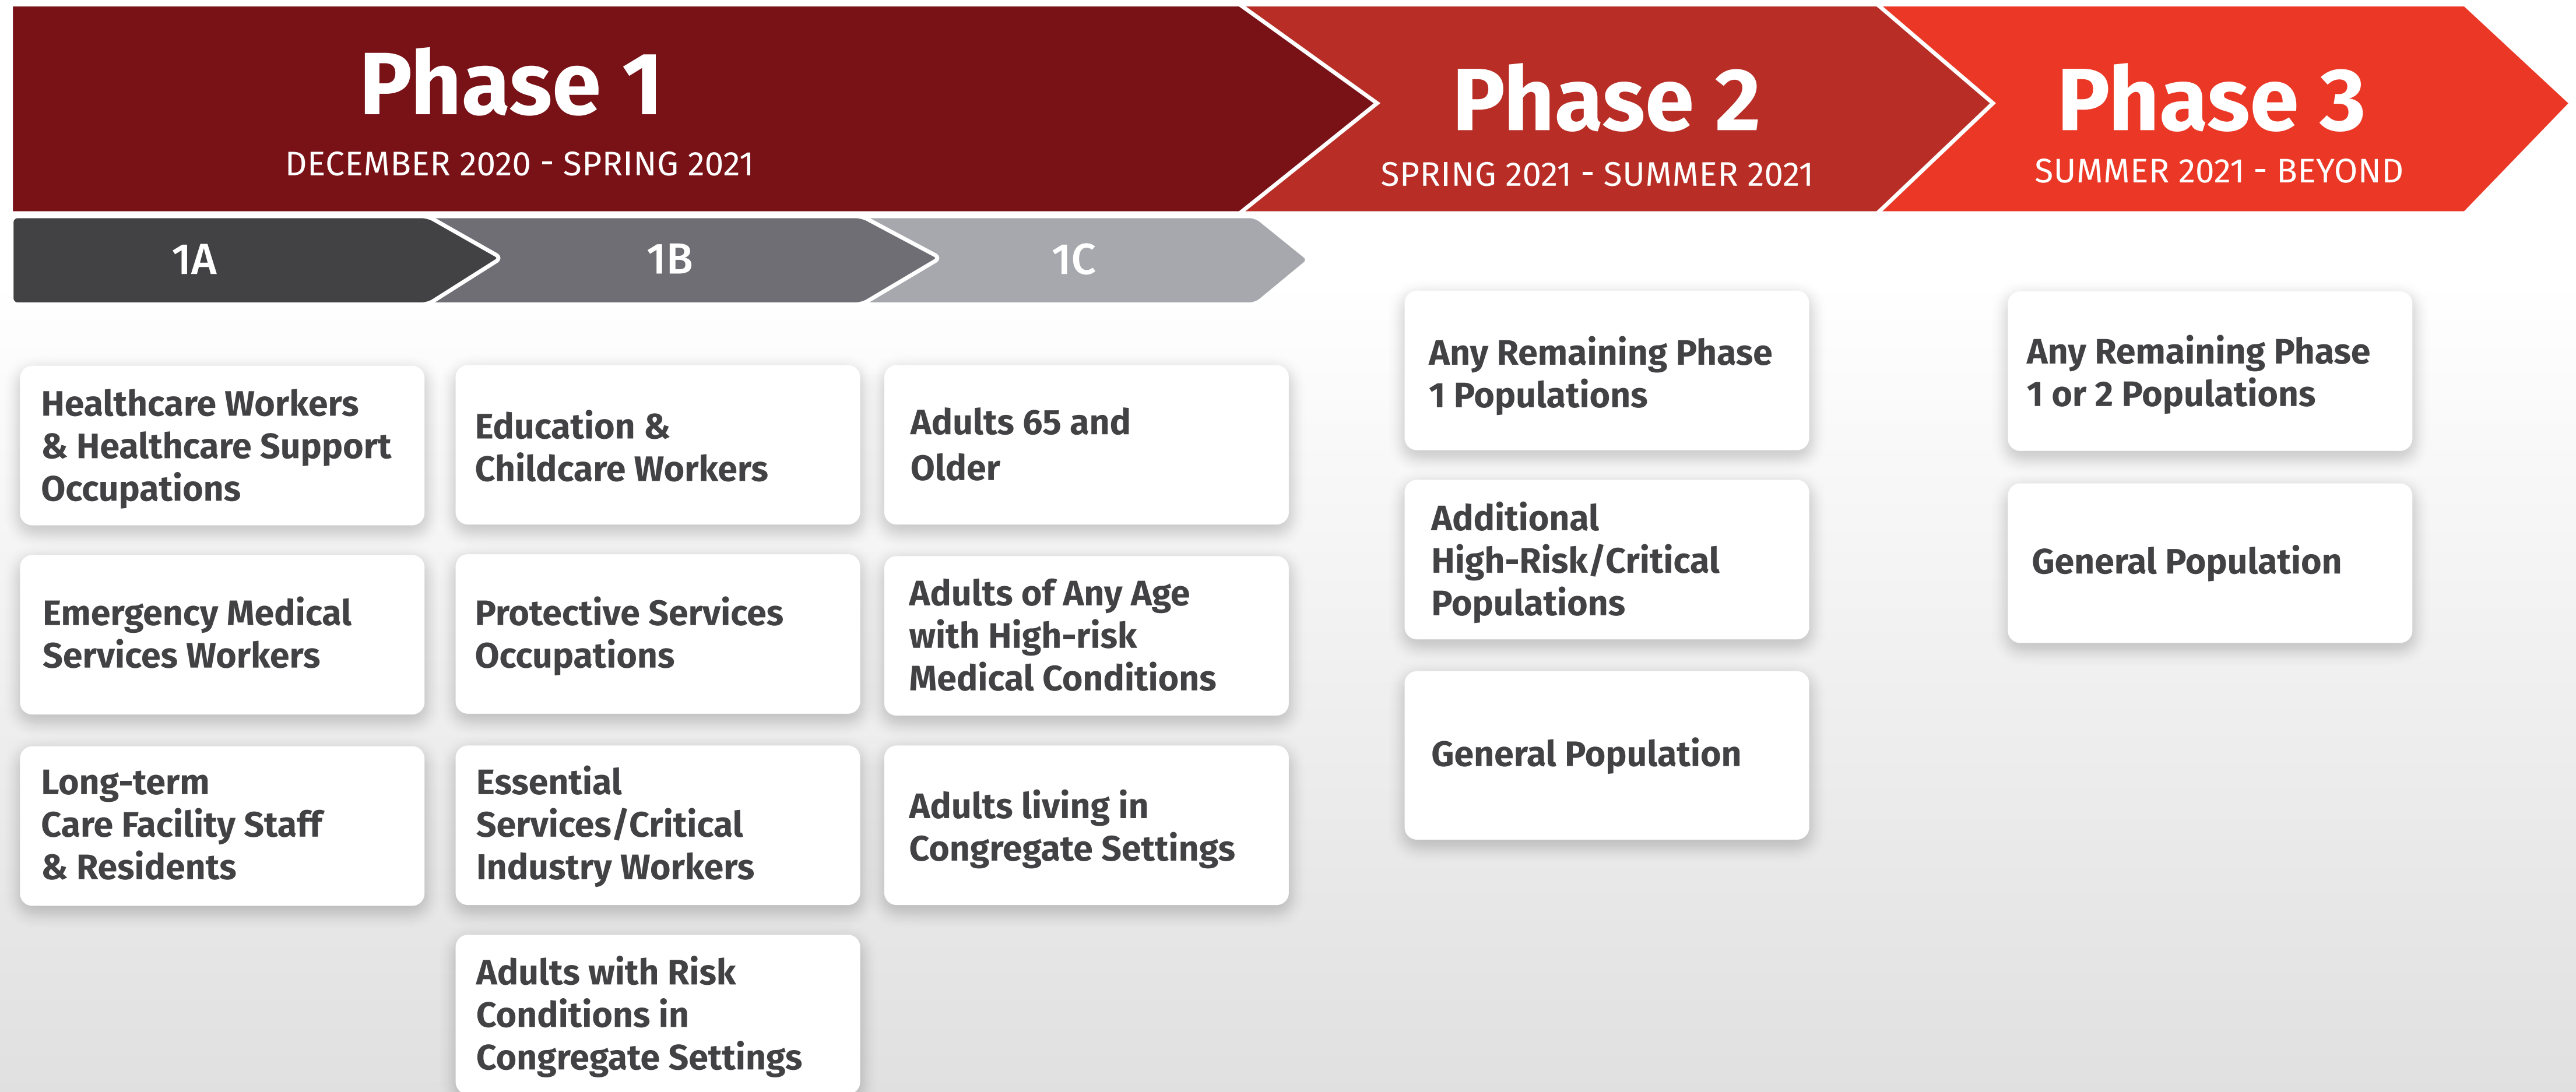 Phase 1
DECEMBER 2020 - SPRING 2021
Phase 2
SPRING 2021 - SUMMER 2021
Phase 3
SUMMER 2021 - BEYOND
1A
1B
1C
Healthcare Workers
& Healthcare Support
Occupations
Emergency Medical
Services Workers
Long-term
Care Facility Staff
& Residents
Education &
Childcare Workers
Protective Services
Occupations
Essential
Services/Critical
Industry Workers
Adults with Risk
Conditions in
Congregate Settings
Adults 65 and
Older
Adults of Any Age
with High-risk
Medical Conditions
Adults living in
Congregate Settings
Any Remaining Phase
1 Populations
Additional
High-Risk/Critical
Populations
General Population
Any Remaining Phase
1 or 2 Populations
General Population